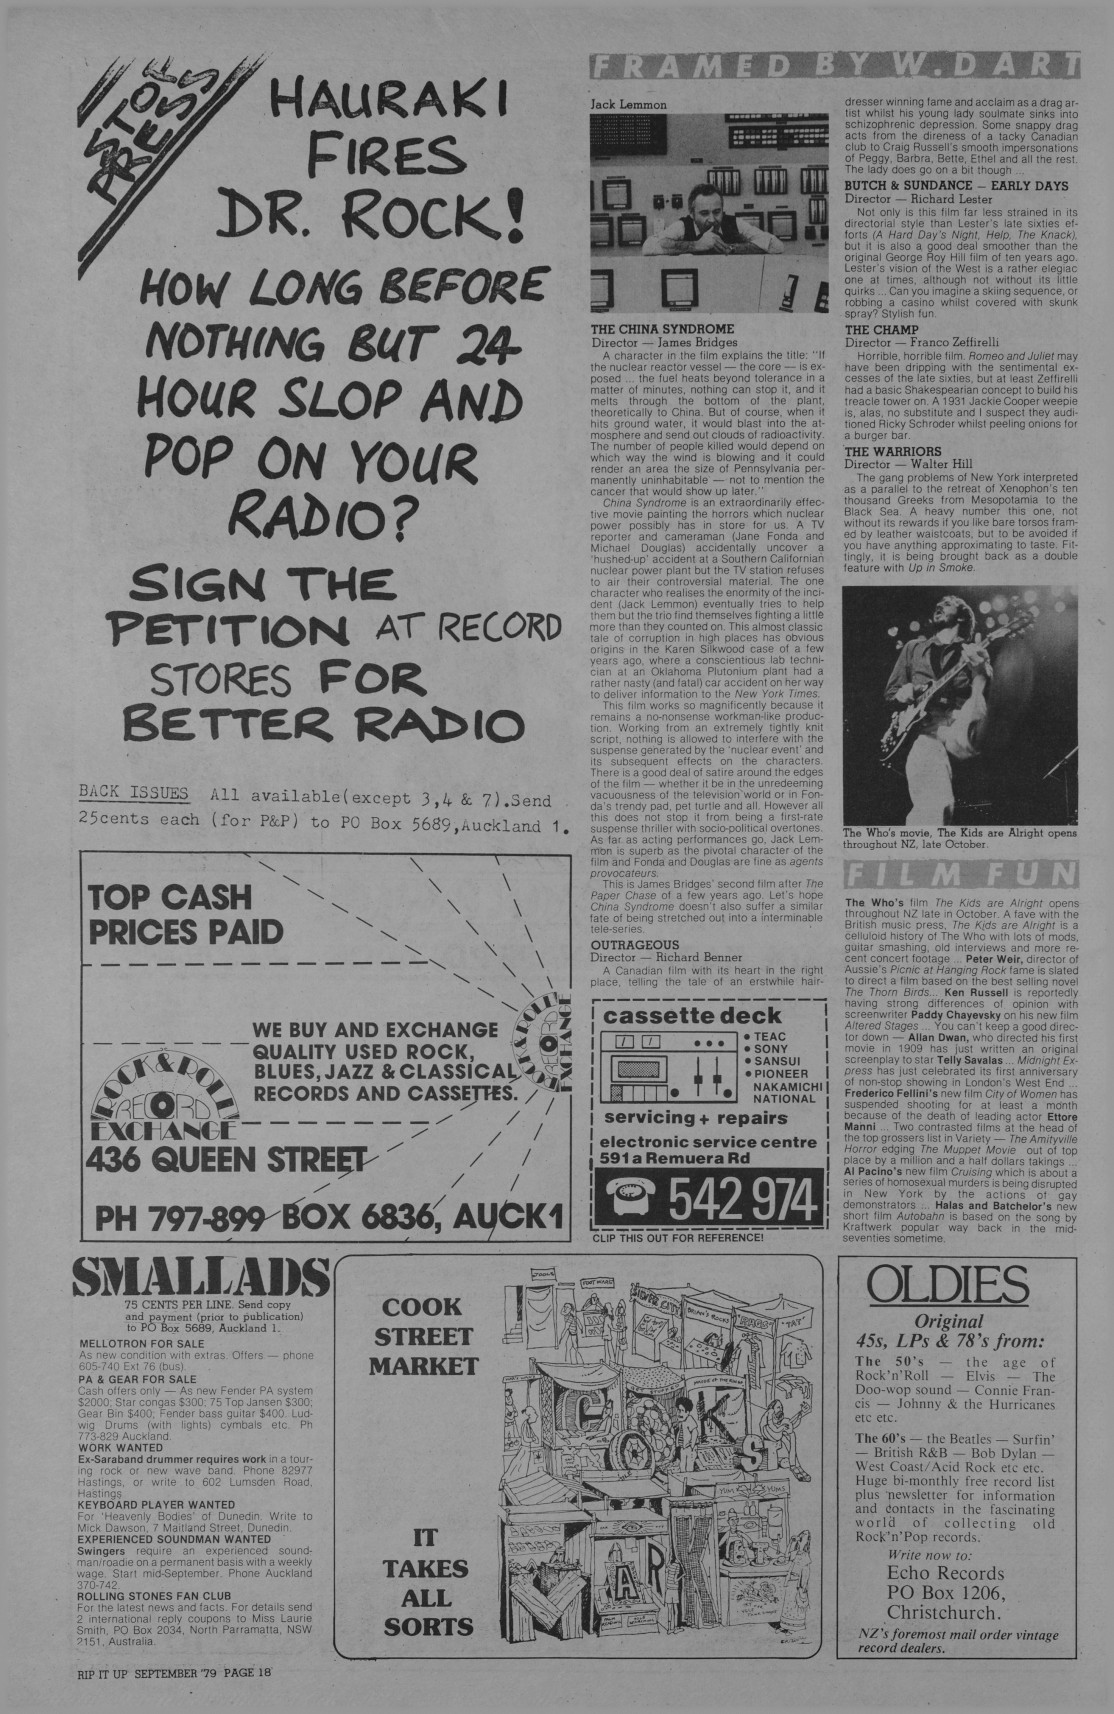 STOP
PRESS
HAURAKI
FIRES
DR. ROCK!
HOW LONG BEFORE
NOTHING BUT 24
HOUR SLOP AND
POP ON YOUR
RADIO?
SIGN THE
PETITION AT RECORD
STORES FOR
BETTER RADIO
BACK ISSUES All available(except 3,4 & 7).Send
25cents each (for P&P) to PO Box 5689,Auckland 1.
TOP CASH
PRICES PAID
WE BUY AND EXCHANGE
QUALITY USED ROCK,
BLUES, JAZZ & CLASSICAL
RECORDS AND CASSETTES.
ROCK & ROLL
RECORD
EXCHANGE
ROCK & ROLL
RECORD
EXCHANGE
436 QUEEN STREET
PH 797-899 BOX 6836, AUCK 1
FRAMED BY W. DART
Jack Lemmon
THE CHINA SYNDROME
Director — James Bridges
A character in the film explains the title: "If
the nuclear reactor vessel — the core — is ex-
posed ... the fuel heats beyond tolerance in a
matter of minutes, nothing can stop it, and it
melts through the bottom of the plant,
theoretically to China. But of course, when it
hits ground water, it would blast into the at-
mosphere and send out clouds of radioactivity.
The number of people killed would depend on
which way the wind is blowing and it could
render an area the size of Pennsylvania per-
manently uninhabitable — not to mention the
cancer that would show up later."
China Syndrome is an extraordinarily effec-
tive movie painting the horrors which nuclear
power possibly has in store for us. A TV
reporter and cameraman (Jane Fonda and
Michael Douglas) accidentally uncover a
'hushed-up' accident at a Southern Californian
nuclear power plant but the TV station refuses
to air their controversial material. The one
character who realises the enormity of the inci-
dent (Jack Lemmon) eventually tries to help
them but the trio find themselves fighting a little
more than they counted on. This almost classic
tale of corruption in high places has obvious
origins in the Karen Silkwood case of a few
years ago, where a conscientious lab techni-
cian at an Oklahoma Plutonium plant had a
rather nasty (and fatal) car accident on her way
to deliver information to the New York Times.
This film works so magnificently because it
remains a no-nonsense workman-like produc-
tion. Working from an extremely tightly knit
script, nothing is allowed to interfere with the
suspense generated by the 'nuclear event' and
its subsequent effects on the characters.
There is a good deal of satire around the edges
of the film — whether it be in the unredeeming
vacuousness of the television world or in Fon-
da's trendy pad, pet turtle and all. However all
this does not stop it from being a first-rate
suspense thriller with socio-political overtones.
As far as acting performances go, Jack Lem-
mon is superb as the pivotal character of the
film and Fonda and Douglas are fine as agents
provocateurs.
This is James Bridges' second film after The
Paper Chase of a few years ago. Let's hope
China Syndrome doesn't also suffer a similar
fate of being stretched out into a interminable
tele-series.
OUTRAGEOUS
Director — Richard Benner
A Canadian film with its heart in the right
place, telling the tale of an erstwhile hair-
dresser winning fame and acclaim as a drag ar-
tist whilst his young lady soulmate sinks into
schizophrenic depression. Some snappy drag
acts from the direness of a tacky Canadian
club to Craig Russell's smooth impersonations
of Peggy, Barbra, Bette, Ethel and all the rest.
The lady does go on a bit though ...
BUTCH & SUNDANCE — EARLY DAYS
Director — Richard Lester
Not only is this film far less strained in its
directorial style than Lester's late sixties ef-
forts (A Hard Day's Night, Help, The Knack),
but it is also a good deal smoother than the
original George Roy Hill film of ten years ago.
Lester's vision of the West is a rather elegiac
one at times, although not without its little
quirks ... Can you imagine a skiing sequence, or
robbing a casino whilst covered with skunk
spray? Stylish fun.
THE CHAMP
Director — Franco Zeffirelli
Horrible, horrible film. Romeo and Juliet may
have been dripping with the sentimental ex-
cesses of the late sixties, but at least Zeffirelli
had a basic Shakespearian concept to build his
treacle tower on. A 1931 Jackie Cooper weepie
is, alas, no substitute and I suspect they audi-
tioned Ricky Schroder whilst peeling onions for
a burger bar.
THE WARRIORS
Director — Walter Hill
The gang problems of New York interpreted
as a parallel to the retreat of Xenophon's ten
thousand Greeks from Mesopotamia to the
Black Sea. A heavy number this one, not
without its rewards if you like bare torsos fram-
ed by leather waistcoats, but to be avoided if
you have anything approximating to taste. Fit-
tingly, it is being brought back as a double
feature with Up in Smoke.
The Who's movie, The Kids are Alright opens
throughout NZ, late October.
FILM FUN
The Who's film The Kids are Alright opens
throughout NZ late in October. A fave with the
British music press, The Kids are Alright is a
celluloid history of The Who with lots of mods,
guitar smashing, old interviews and more re-
cent concert footage ... Peter Weir, director of
Aussie's Picnic at Hanging Rock fame is slated
to direct a film based on the best selling novel
The Thorn Birds... Ken Russell is reportedly
having strong differences of opinion with
screenwriter Paddy Chayevsky on his new film
Altered Stages ... You can't keep a good direc-
tor down — Allan Dwan, who directed his first
movie in 1909 has just written an original
screenplay to star Telly Savalas ... Midnight Ex-
press has just celebrated its first anniversary
of non-stop showing in London's West End ...
Frederico Fellini's new film City of Women has
suspended shooting for at least a month
because of the death of leading actor Ettore
Manni ... Two contrasted films at the head of
the top grossers list in Variety — The Amityville
Horror edging The Muppet Movie out of top
place by a million and a half dollars takings ...
Al Pacino's new film Cruising which is about a
series of homosexual murders is being disrupted
in New York by the actions of gay
demonstrators ... Halas and Batchelor's new
short film Autobahn is based on the song by
Kraftwerk popular way back in the mid-
seventies sometime.
cassette deck
• TEAC
• SONY
• SANSUI
• PIONEER
NAKAMICHI
NATIONAL
servicing + repairs
electronic service centre
591a Remuera Rd
542 974
CLIP THIS OUT FOR REFERENCE!
SMALL ADS
75 CENTS PER LINE. Send copy
and payment (prior to publication)
to PO Box 5689, Auckland 1.
MELLOTRON FOR SALE
As new condition with extras. Offers — phone
605-740 Ext 76 (bus).
PA & GEAR FOR SALE
Cash offers only — As new Fender PA system
$2000; Star congas $300; 75 Top Jansen $300;
Gear Bin $400; Fender bass guitar $400. Lud-
wig Drums (with lights) cymbals etc. Ph
773-829 Auckland.
WORK WANTED
Ex-Saraband drummer requires work in a tour-
ing rock or new wave band. Phone 82977
Hastings, or write to 602 Lumsden Road,
Hastings.
KEYBOARD PLAYER WANTED
For 'Heavenly Bodies' of Dunedin. Write to
Mick Dawson, 7 Maitland Street, Dunedin.
EXPERIENCED SOUNDMAN WANTED
Swingers require an experienced sound-
man/roadie on a permanent basis with a weekly
wage. Start mid-September. Phone Auckland
370-742.
ROLLING STONES FAN CLUB
For the latest news and facts. For details send
2 international reply coupons to Miss Laurie
Smith, PO Box 2034, North Parramatta, NSW
2151, Australia.
COOK
STREET
MARKET
IT
TAKES
ALL
SORTS
TOOLS
FOOT WARE
SILVER CITY
RAGS
"TAT"
COOK ST
YUM YUMS
MARKET
OLDIES
Original
45s, LPs & 78's from:
The 50's — the age of
Rock'n'Roll — Elvis — The
Doo-wop sound — Connie Fran-
cis — Johnny & the Hurricanes
etc etc.
The 60's — the Beatles — Surfin'
— British R&B — Bob Dylan —
West Coast/Acid Rock etc etc.
Huge bi-monthly free record list
plus newsletter for information
and contacts in the fascinating
world of collecting old
Rock'n'Pop records.
Write now to:
Echo Records
PO Box 1206,
Christchurch.
NZ's foremost mail order vintage
record dealers.
RIP IT UP SEPTEMBER '79 PAGE 18